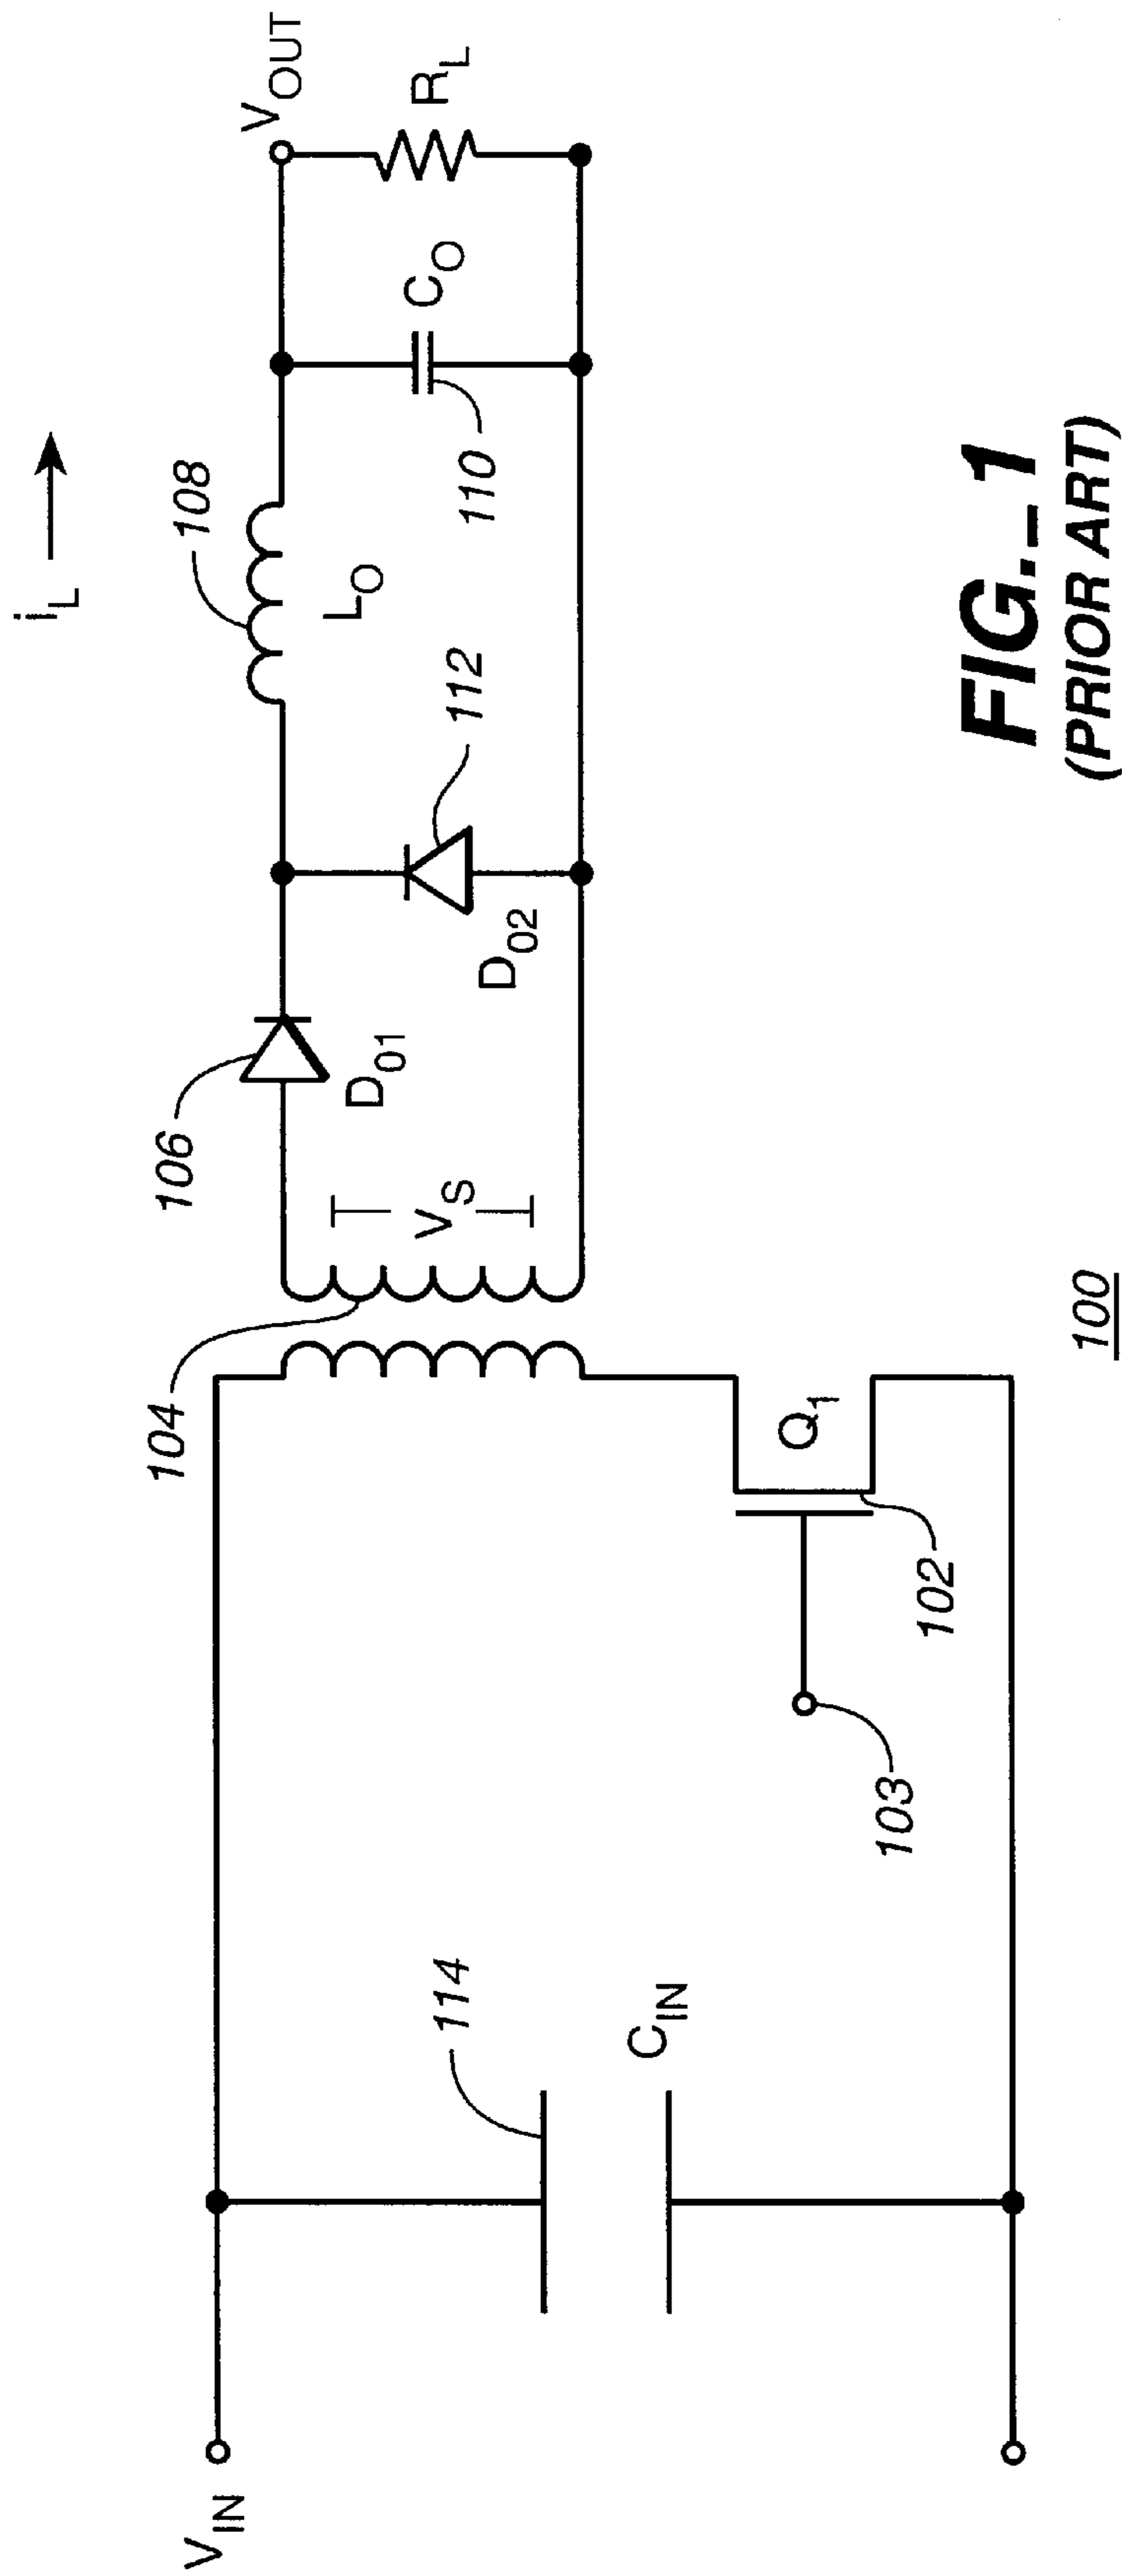 i_L
108
V_OUT
106
L_O
112
C_O
R_L
104
D_01
V_S
D_02
110
V_IN
114
C_IN
Q_1
103
102
100
FIG._1
(PRIOR ART)